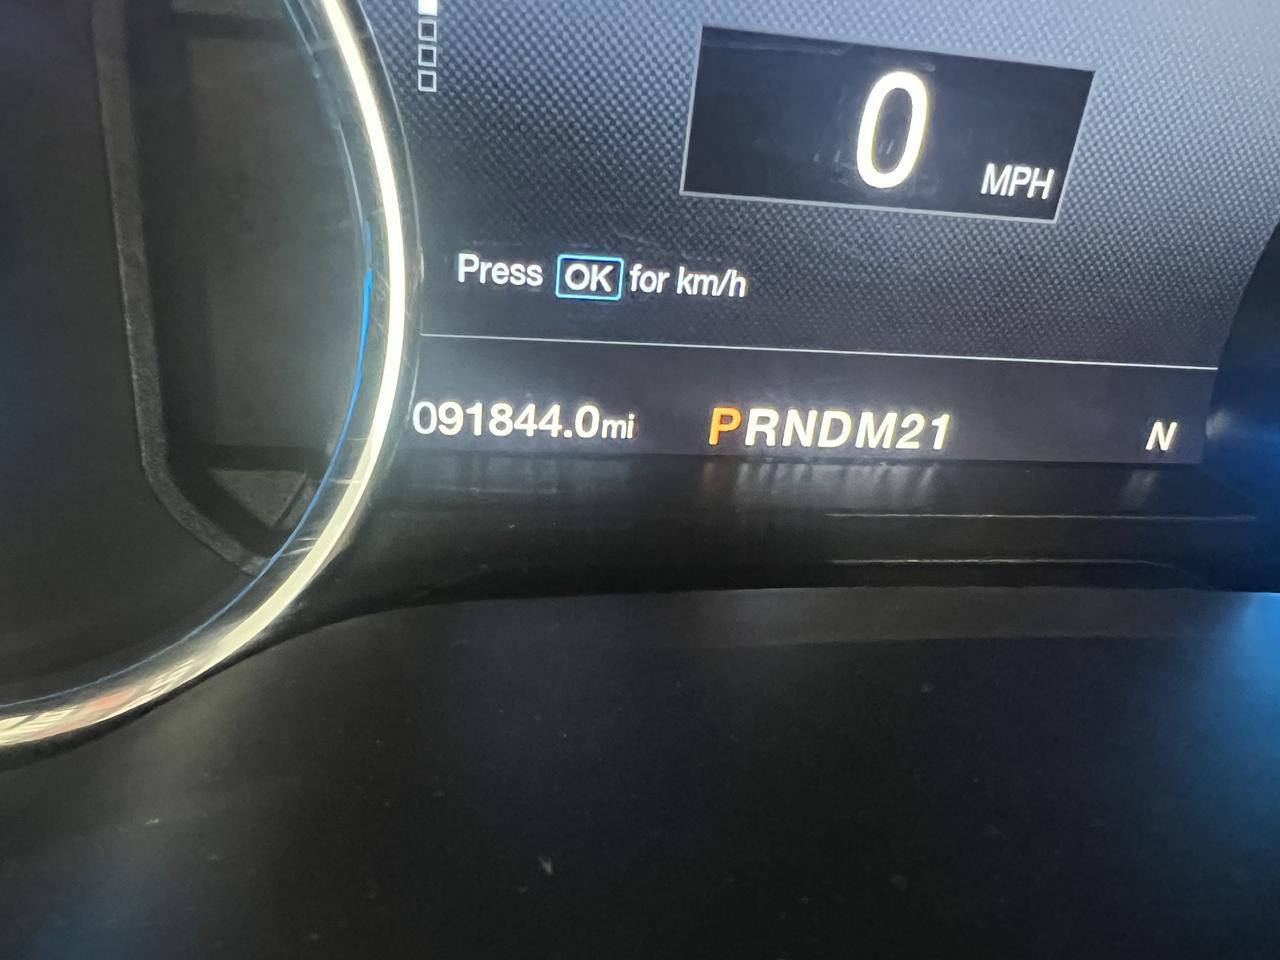 0
MPH
Press OK for km/h
091844.0mi PRNDM21 N